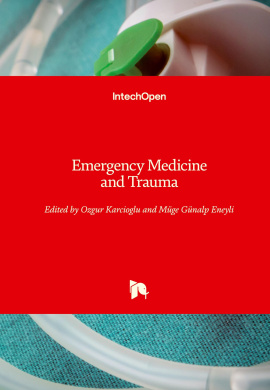 IntechOpen
Emergency Medicine
and Trauma
Edited by Ozgur Karcioglu and Müge Günalp Eneyli